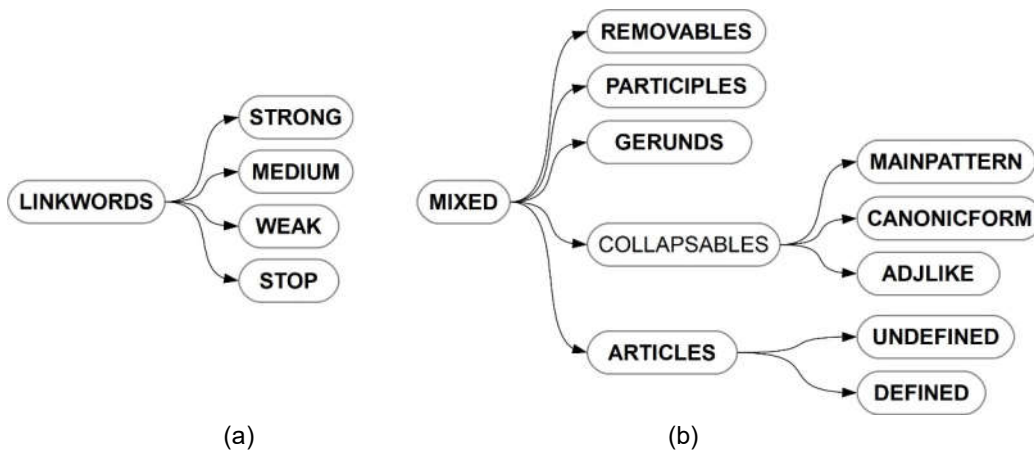 LINKWORDS
STRONG
MEDIUM
WEAK
STOP
(a)
MIXED
REMOVABLES
PARTICIPLES
GERUNDS
COLLAPSABLES
MAINPATTERN
CANONICFORM
ADJLIKE
ARTICLES
UNDEFINED
DEFINED
(b)